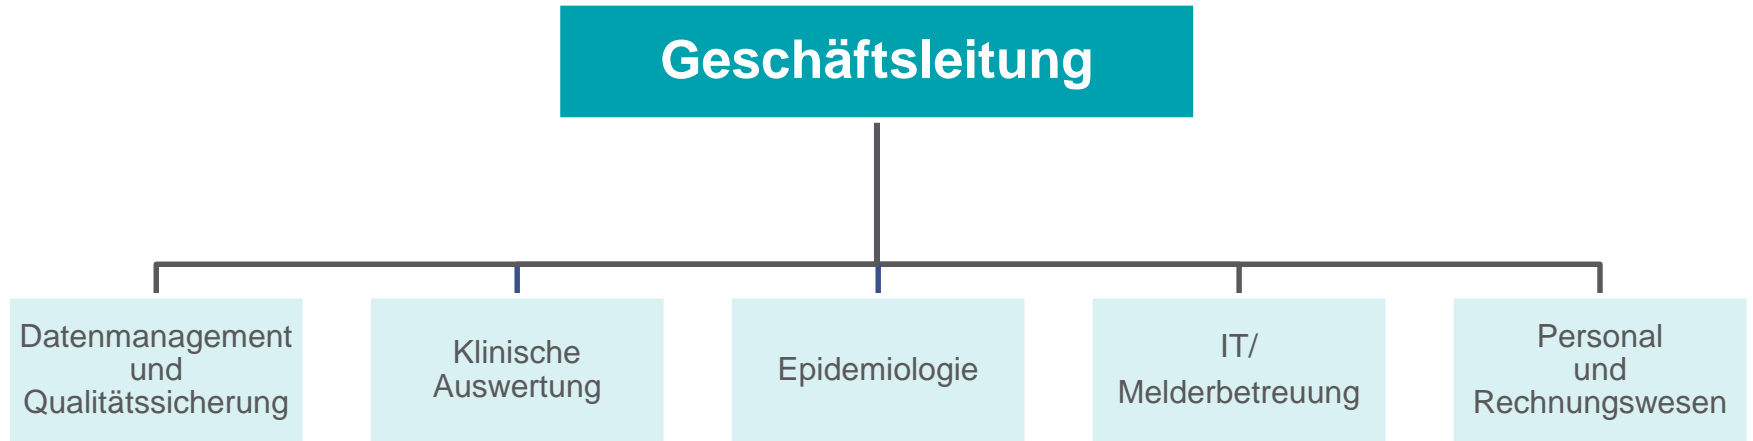 Geschäftsleitung
Datenmanagement
und
Qualitätssicherung
Klinische
Auswertung
Epidemiologie
IT/
Melderbetreuung
Personal
und
Rechnungswesen